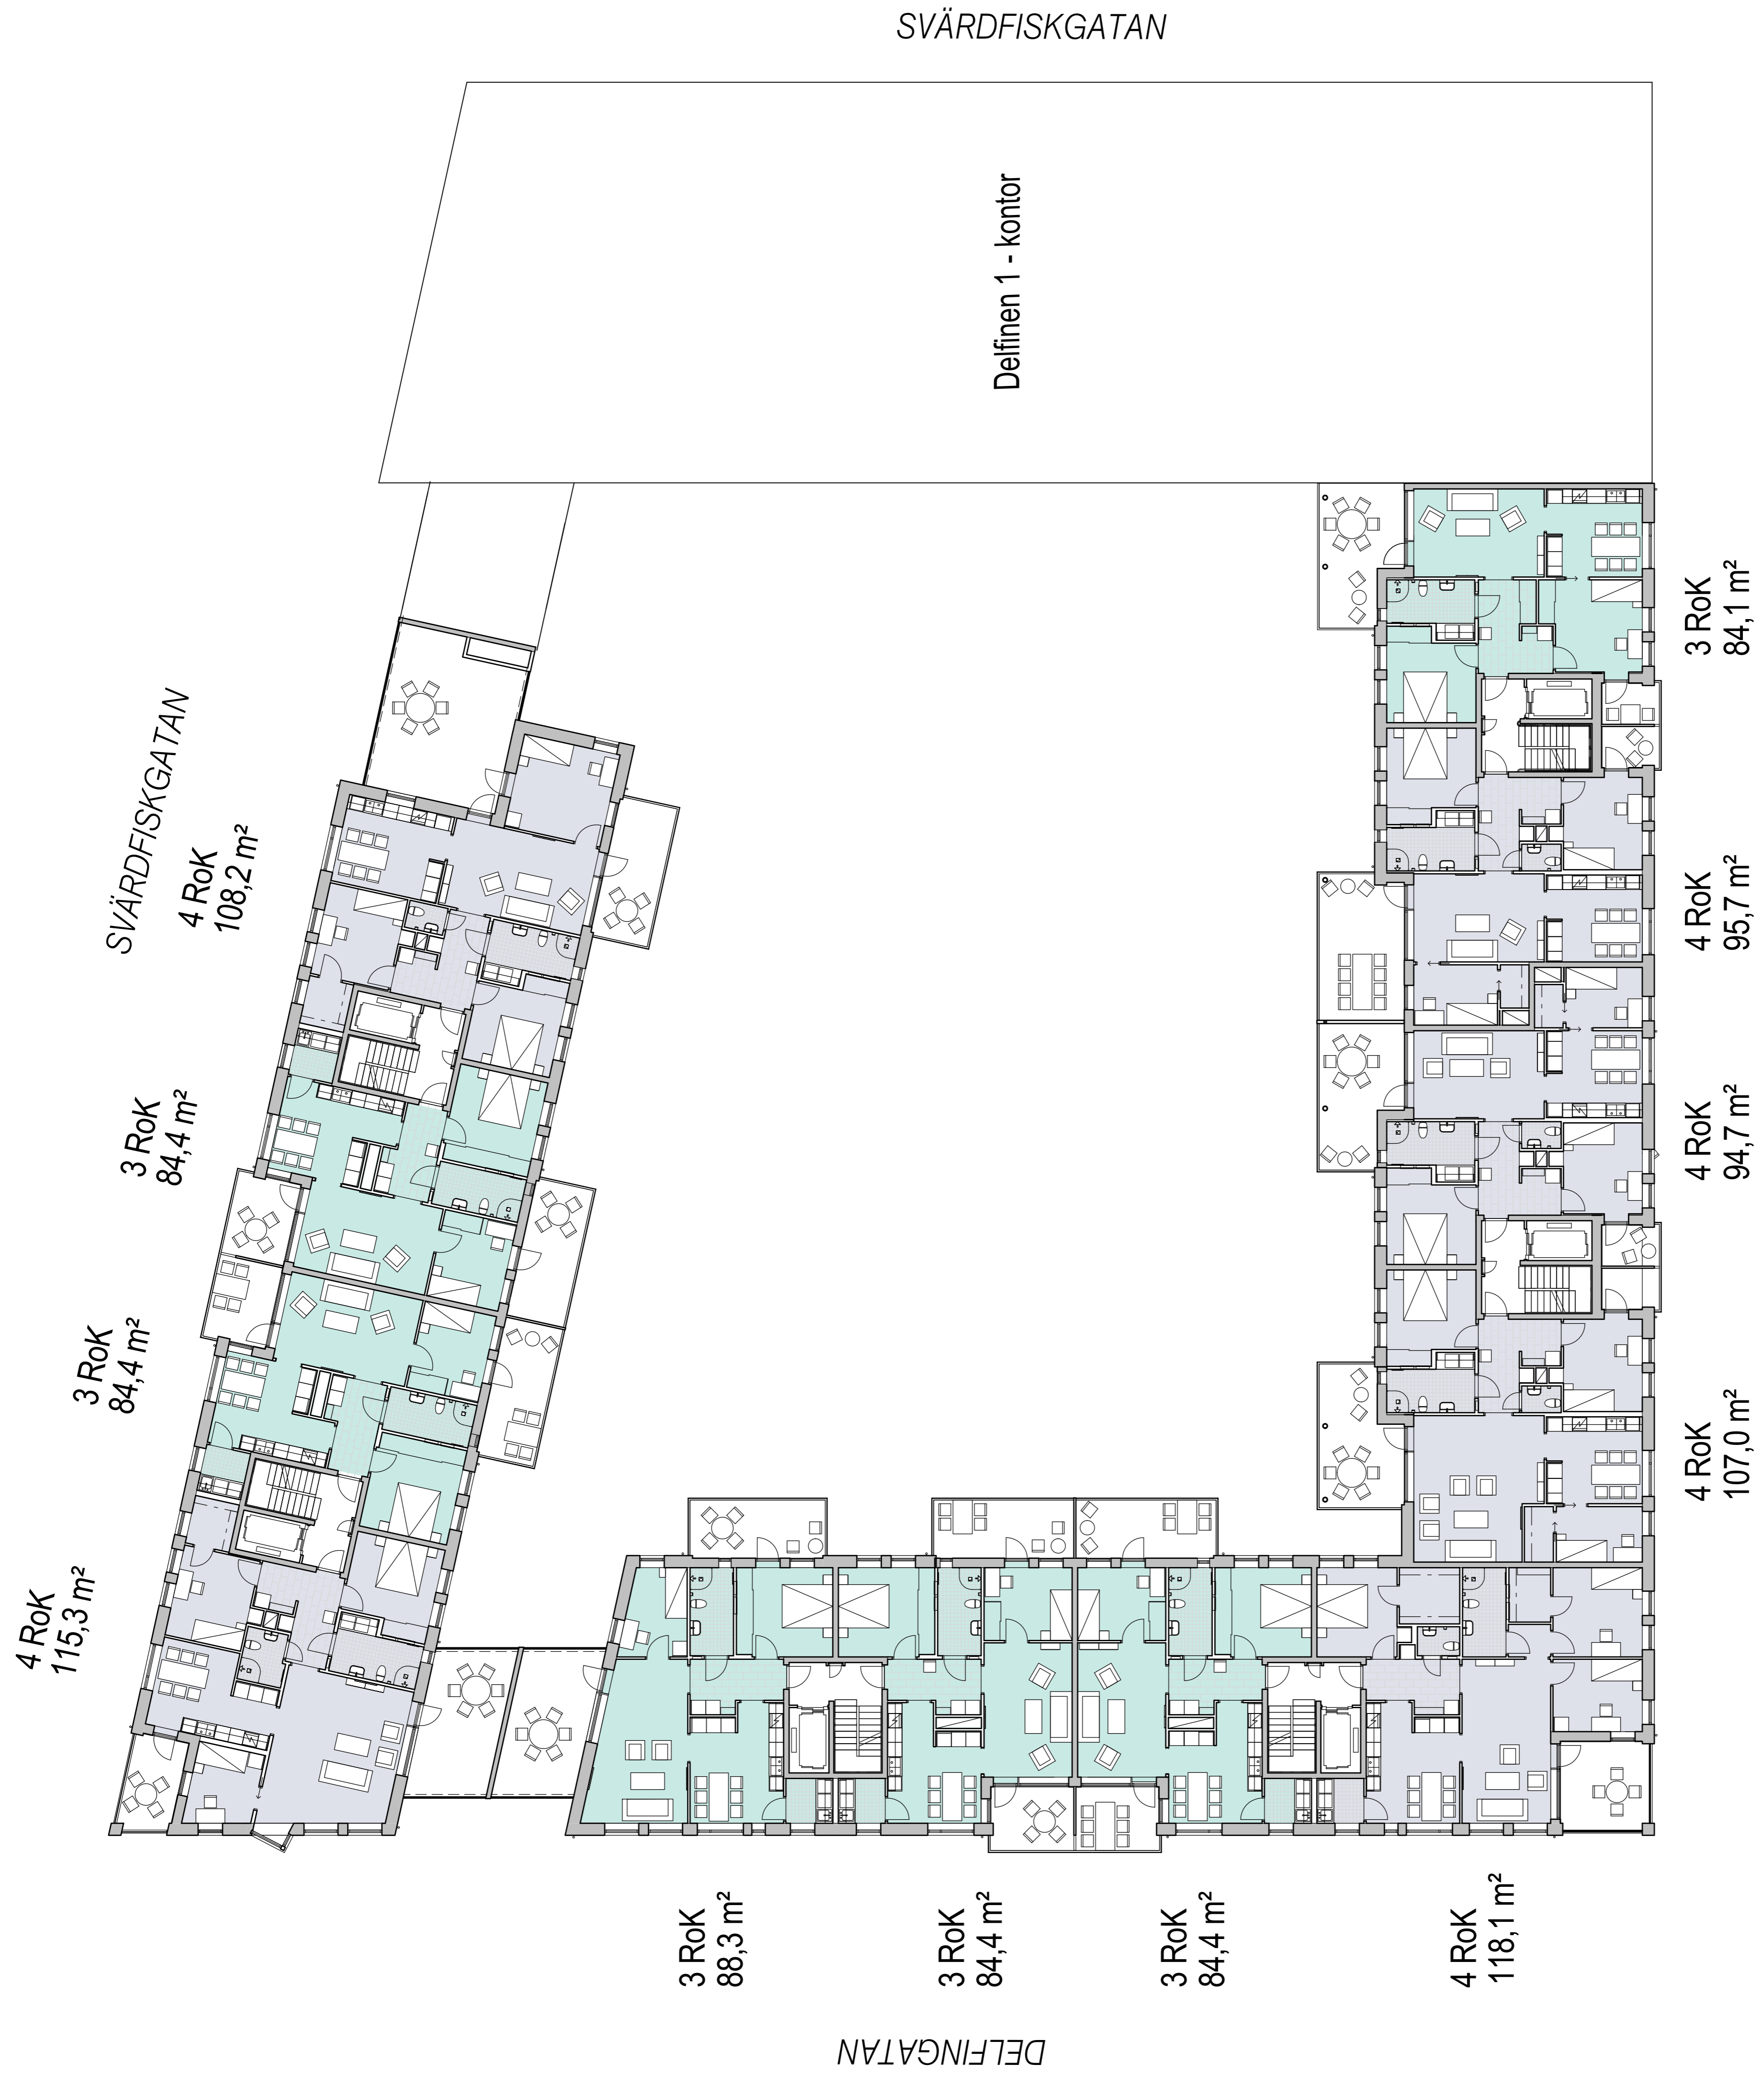 SVÄRDFISKGATAN
Delfinen 1 - kontor
SVÄRDFISKGATAN
4 RoK
108,2 m²
3 RoK
84,4 m²
3 RoK
84,4 m²
4 RoK
115,3 m²
3 RoK
84,1 m²
4 RoK
95,7 m²
4 RoK
94,7 m²
4 RoK
107,0 m²
3 RoK
88,3 m²
3 RoK
84,4 m²
3 RoK
84,4 m²
4 RoK
118,1 m²
DELFINGATAN